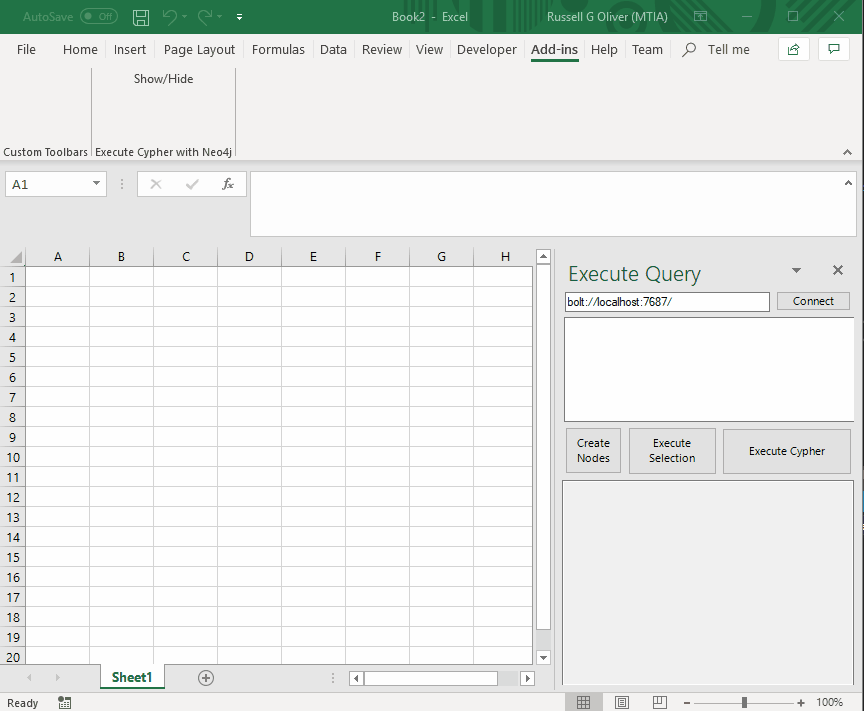 AutoSave Off Book2 - Excel Russell G Oliver (MTIA)
File Home Insert Page Layout Formulas Data Review View Developer Add-ins Help Team Tell me
Show/Hide
Custom Toolbars Execute Cypher with Neo4j
A1 fx
A B C D E F G H
1
2
3
4
5
6
7
8
9
10
11
12
13
14
15
16
17
18
19
20
Execute Query
bolt://localhost:7687/ Connect
Create Nodes
Execute Selection
Execute Cypher
Sheet1
Ready 100%